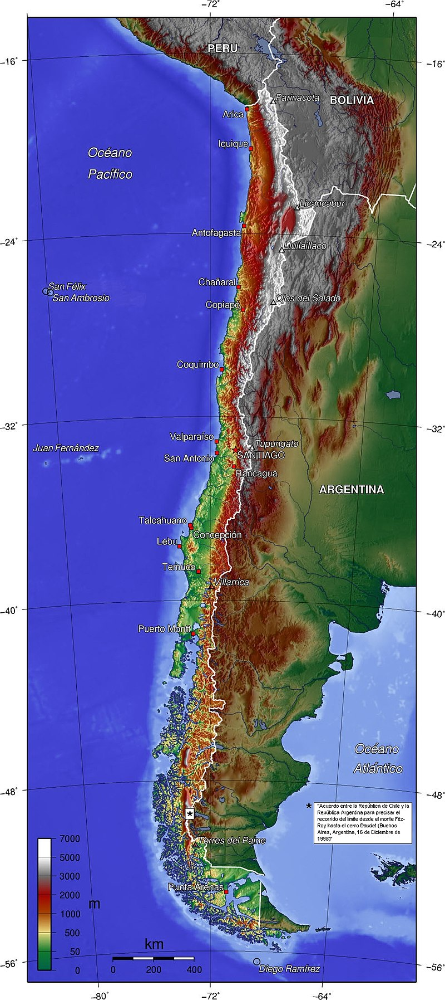 −72˚
−64˚
−16˚
−16˚
PERU
Parinacota
BOLIVIA
Arica
Iquique
Océano
Pacífico
Licancabur
Antofagasta
−24˚
−24˚
Llullaillaco
Chañaral
San Félix
San Ambrosio
Ojos del Salado
Copiapó
Coquimbo
−32˚
−32˚
Valparaíso
Juan Fernández
Tupungato
San Antonio
SANTIAGO
Rancagua
ARGENTINA
Talcahuano
Concepción
Lebu
Temuco
Villarrica
−40˚
−40˚
Puerto Montt
Océano
Atlántico
−48˚
−48˚
*
* "Acuerdo entre la República de Chile y la
República Argentina para precisar el
recorrido del límite desde el monte Fitz-
Roy hasta el cerro Daudet (Buenos
Aires, Argentina, 16 de Diciembre de
1998)"
Torres del Paine
Punta Arenas
7000
5000
3000
2000
1000
500
50
0
m
km
0 200 400
−56˚
−56˚
Diego Ramírez
−80˚
−72˚
−64˚